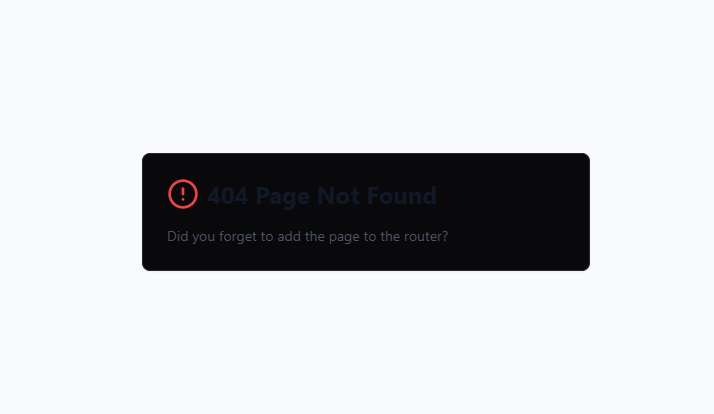 404 Page Not Found
Did you forget to add the page to the router?